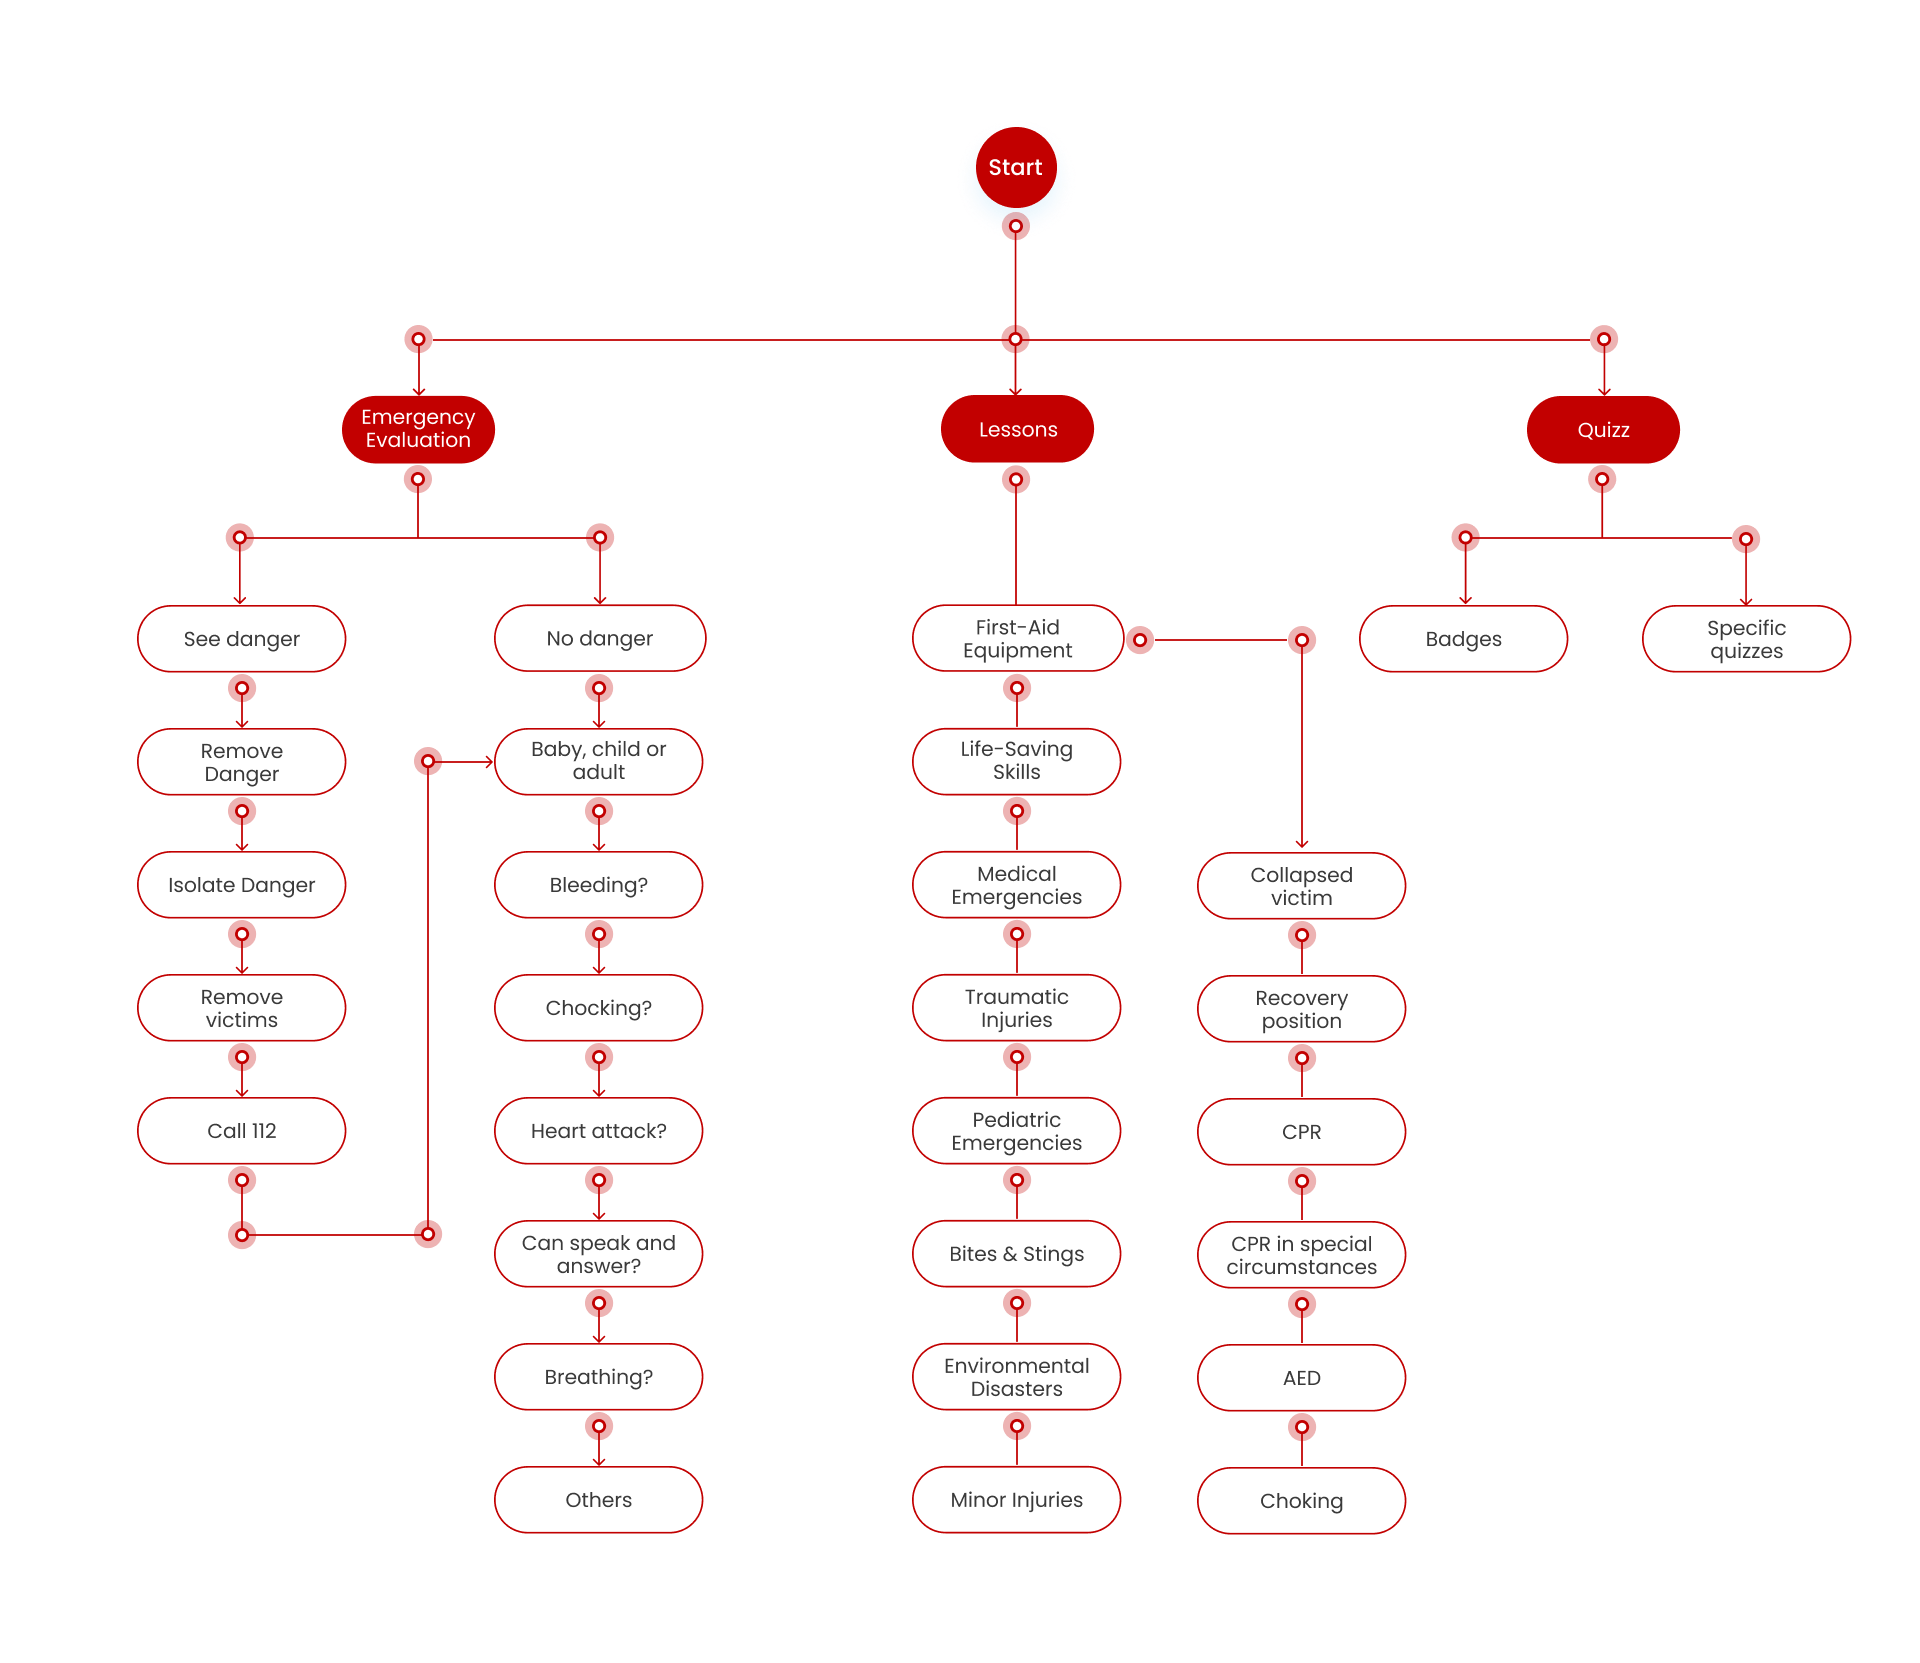 Start
Emergency
Evaluation
Lessons
Quizz
See danger
Remove
Danger
Isolate Danger
Remove
victims
Call 112
No danger
Baby, child or
adult
Bleeding?
Chocking?
Heart attack?
Can speak and
answer?
Breathing?
Others
First-Aid
Equipment
Life-Saving
Skills
Medical
Emergencies
Traumatic
Injuries
Pediatric
Emergencies
Bites & Stings
Environmental
Disasters
Minor Injuries
Collapsed
victim
Recovery
position
CPR
CPR in special
circumstances
AED
Choking
Badges
Specific
quizzes